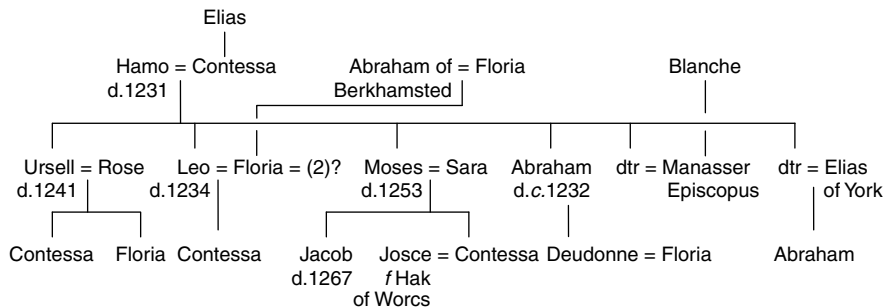 Elias
Hamo = Contessa Abraham of = Floria Blanche
d.1231 Berkhamsted
Ursell = Rose Leo = Floria = (2)? Moses = Sara Abraham dtr = Manasser dtr = Elias
d.1241 d.1234 d.1253 d.c.1232 Episcopus of York
Contessa Floria Contessa Jacob Josce = Contessa Deudonne = Floria Abraham
d.1267 f Hak
of Worcs